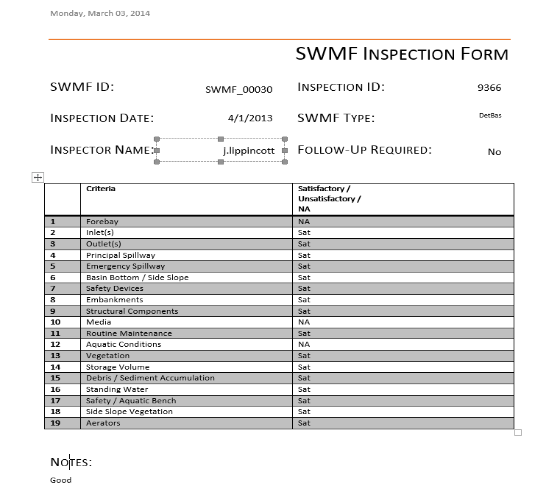 Monday, March 03, 2014
SWMF Inspection Form
SWMF ID: SWMF_00030 Inspection ID: 9366
Inspection Date: 4/1/2013 SWMF Type: DetBas
Inspector Name: j.lippincott Follow-Up Required: No
Criteria Satisfactory /
Unsatisfactory /
NA
1 Forebay NA
2 Inlet(s) Sat
3 Outlet(s) Sat
4 Principal Spillway Sat
5 Emergency Spillway Sat
6 Basin Bottom / Side Slope Sat
7 Safety Devices Sat
8 Embankments Sat
9 Structural Components Sat
10 Media NA
11 Routine Maintenance Sat
12 Aquatic Conditions NA
13 Vegetation Sat
14 Storage Volume Sat
15 Debris / Sediment Accumulation Sat
16 Standing Water Sat
17 Safety / Aquatic Bench Sat
18 Side Slope Vegetation Sat
19 Aerators Sat
Notes:
Good